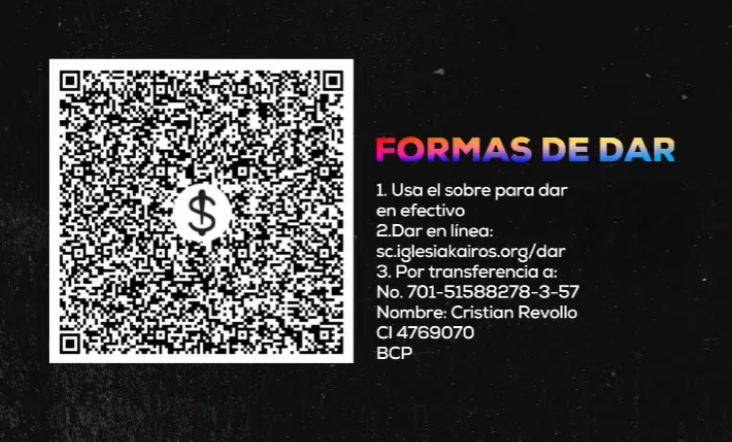 $
FORMAS DE DAR
1. Usa el sobre para dar
en efectivo
2.Dar en línea:
sc.iglesiakairos.org/dar
3. Por transferencia a:
No. 701-51588278-3-57
Nombre: Cristian Revollo
CI 4769070
BCP